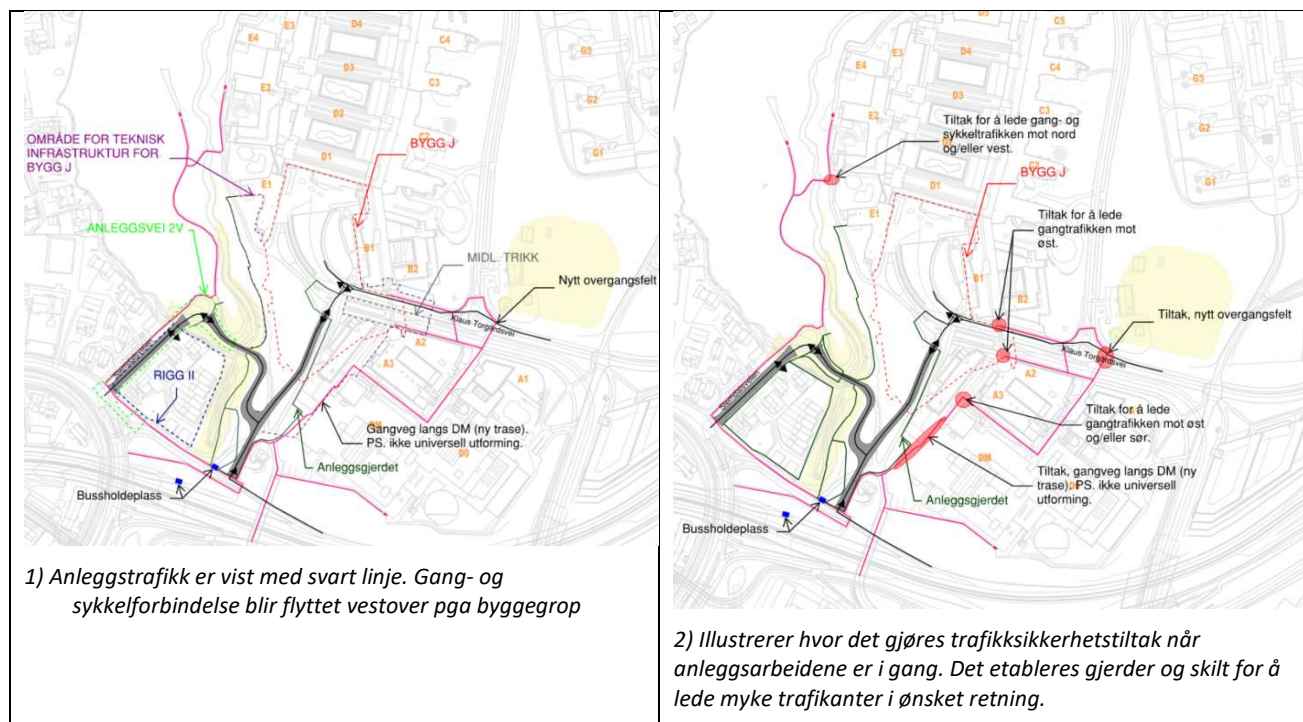 D4
E3
E4
C4
G3
D3
E2
C3
D2
G2
OMRÅDE FOR TEKNISK
INFRASTRUKTUR FOR
BYGG J
BYGG J
C2
D1
G1
E1
ANLEGGSVEI 2V
B1
MIDL. TRIKK
B2
Nytt overgangsfelt
Klaus Torgårdsvei
RIGG II
A2
A3
A1
Gangveg langs DM (ny trase).
PS. ikke universell utforming.
D0
Anleggsgjerdet
Bussholdeplass
1) Anleggstrafikk er vist med svart linje. Gang- og
sykkelforbindelse blir flyttet vestover pga byggegrop
C5
D4
E3
E4
C4
G3
D3
E2
C3
Tiltak for å lede gang- og
sykkeltrafikken mot nord
og/eller vest.
G2
BYGG J
D1
G1
E1
Tiltak for å lede
gangtrafikken mot
øst.
B1
B2
Tiltak, nytt overgangsfelt
Klaus Torgårdsvei
A2
A3
Tiltak for å lede
gangtrafikken mot øst
og/eller sør.
DM
Tiltak, gangveg langs DM (ny
trase). PS. ikke universell
utforming.
Anleggsgjerdet
Bussholdeplass
2) Illustrerer hvor det gjøres trafikksikkerhetstiltak når
anleggsarbeidene er i gang. Det etableres gjerder og skilt for å
lede myke trafikanter i ønsket retning.